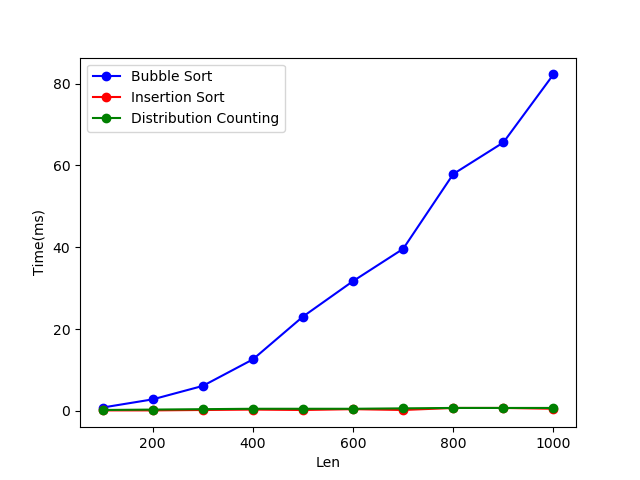 Bubble Sort
Insertion Sort
Distribution Counting
80
60
40
20
0
Time(ms)
200 400 600 800 1000
Len